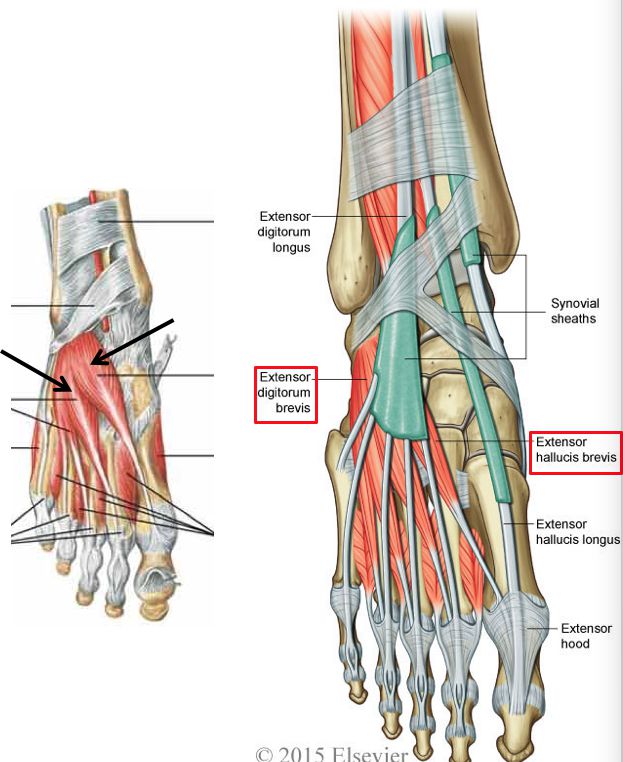 Extensor
digitorum
longus
Synovial
sheaths
Extensor
digitorum
brevis
Extensor
hallucis brevis
Extensor
hallucis longus
Extensor
hood
© 2015 Elsevier